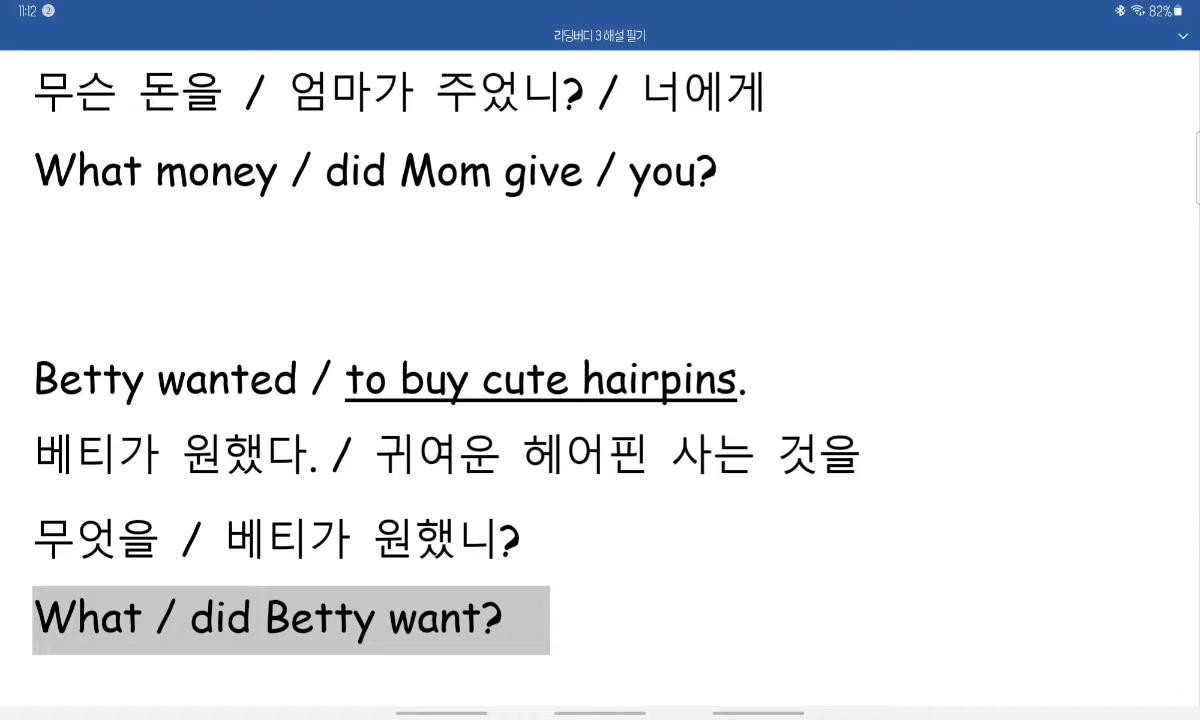 11:12 2 82%
리딩버디 3 해설 필기
무슨 돈을 / 엄마가 주었니? / 너에게
What money / did Mom give / you?
Betty wanted / to buy cute hairpins.
베티가 원했다. / 귀여운 헤어핀 사는 것을
무엇을 / 베티가 원했니?
What / did Betty want?